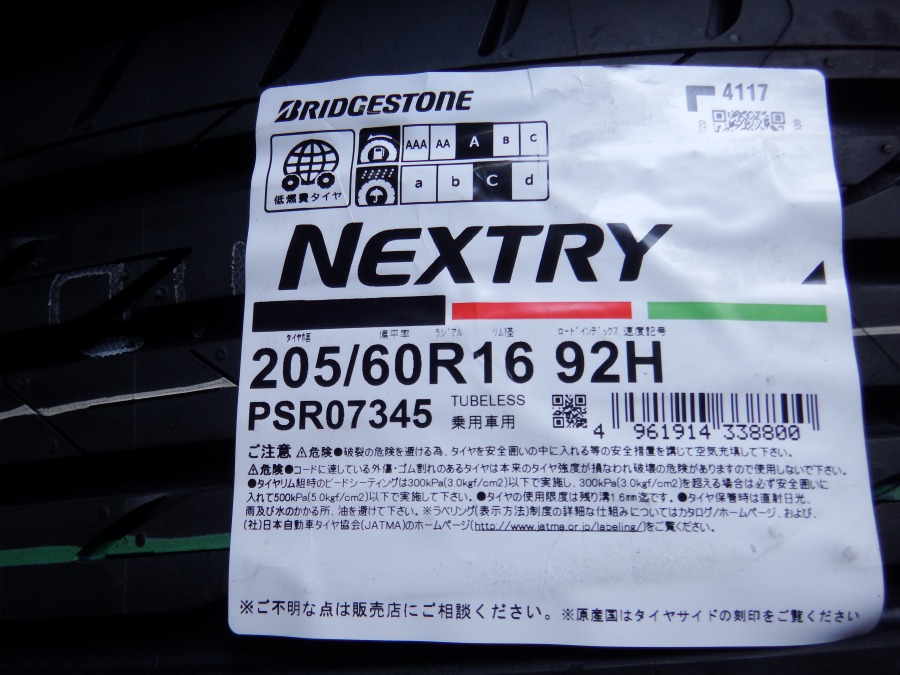 BRIDGESTONE
4117
AAA AA A B C
低燃費タイヤ
a b C d
NEXTRY
タイヤ幅 偏平率 ラジアル リム径 ロードインデックス 速度記号
205/60R16 92H
PSR07345 TUBELESS
乗用車用
4 961914 338800
ご注意 ⚠危険●破裂の危険を避ける為、タイヤを安全囲いの中に入れる等の安全措置を講じて空気充填して下さい。
⚠危険●コードに達している外傷・ゴム割れのあるタイヤは本来のタイヤ強度が損なわれ破壊の危険がありますので使用しないで下さい。
●タイヤリム組時のビードシーティングは300kPa(3.0kgf/cm2)以下で実施し、300kPa(3.0kgf/cm2)を超える場合は必ず安全囲いに
入れて500kPa(5.0kgf/cm2)以下で実施して下さい。●タイヤの使用限度は残り溝1.6mm迄です。●タイヤ保管時は直射日光、
雨及び水のかかる所、油を避けて下さい。※ラベリング(表示方法)制度の詳細な仕組みについてはカタログ/ホームページ、および、
(社)日本自動車タイヤ協会(JATMA)のホームページ(http://www.jatma.or.jp/labeling/)をご覧ください。
※ご不明な点は販売店にご相談ください。※原産国はタイヤサイドの刻印をご覧ください